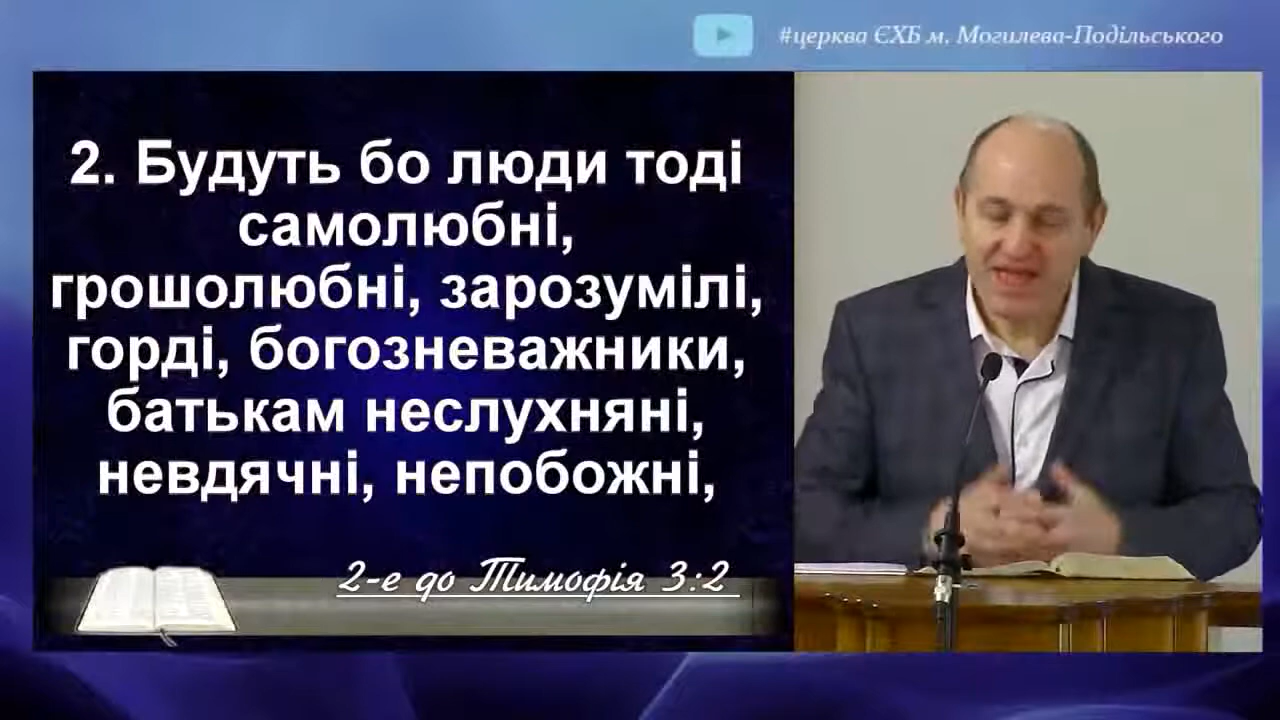 #церква ЄХБ м. Могилева-Подільського
2. Будуть бо люди тоді
самолюбні,
грошолюбні, зарозумілі,
горді, богозневажники,
батькам неслухняні,
невдячні, непобожні,
2-е до Тимофія 3:2